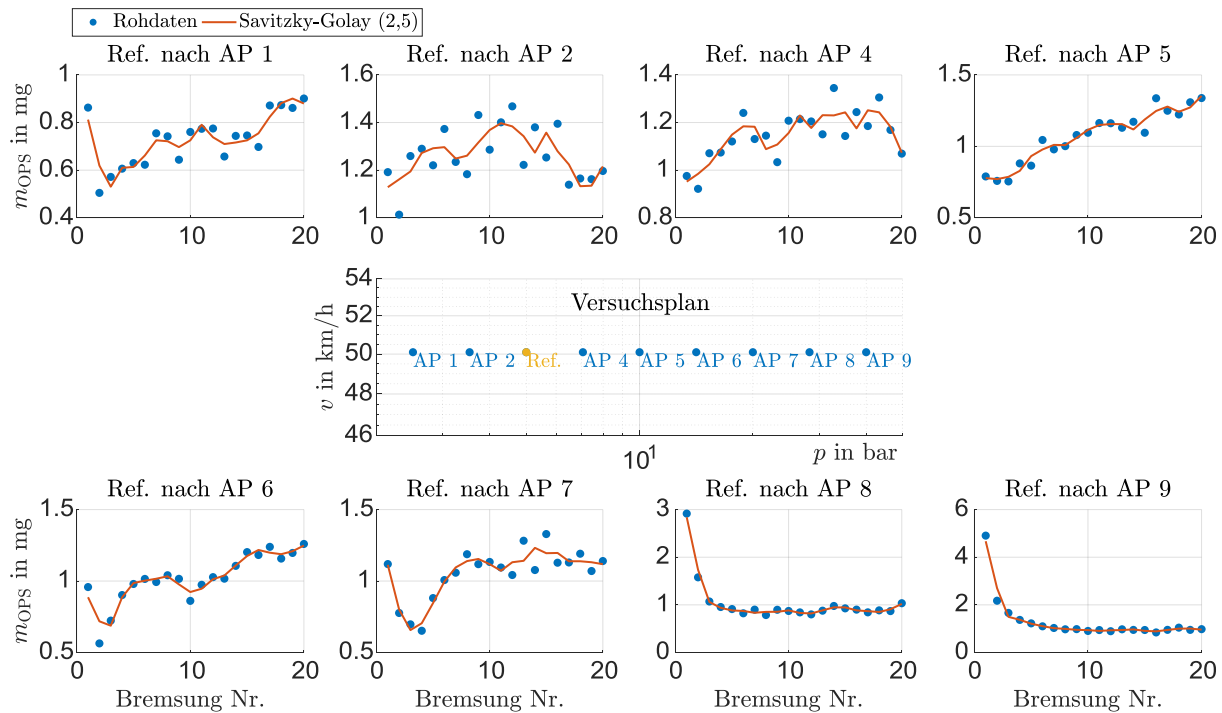 Rohdaten Savitzky-Golay (2,5)
Ref. nach AP 1 Ref. nach AP 2 Ref. nach AP 4 Ref. nach AP 5
m_OPS in mg
1
0.8
0.6
0.4
0 10 20
1.6
1.4
1.2
1
0 10 20
1.4
1.2
1
0.8
0 10 20
1.5
1
0.5
0 10 20
Versuchsplan
v in km/h
54
52
50
48
46
AP 1 AP 2 Ref. AP 4 AP 5 AP 6 AP 7 AP 8 AP 9
10^1
p in bar
Ref. nach AP 6 Ref. nach AP 7 Ref. nach AP 8 Ref. nach AP 9
m_OPS in mg
1.5
1
0.5
0 10 20
1.5
1
0.5
0 10 20
3
2
1
0
0 10 20
6
4
2
0
0 10 20
Bremsung Nr. Bremsung Nr. Bremsung Nr. Bremsung Nr.